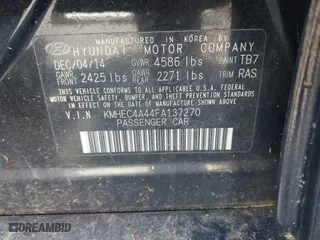 MANUFACTURED IN KOREA BY
HYUNDAI MOTOR COMPANY
DEC/04/14 GVWR 4586 lbs PAINT TB7
GAWR FRONT 2425 lbs GAWR REAR 2271 lbs TRIM RAS
THIS VEHICLE CONFORMS TO ALL APPLICABLE U.S.A. FEDERAL
MOTOR VEHICLE SAFETY, BUMPER, AND THEFT PREVENTION
STANDARDS IN EFFECT ON THE DATE OF MANUFACTURE SHOWN ABOVE.
V.I.N KMHEC4A44FA137270
PASSENGER CAR